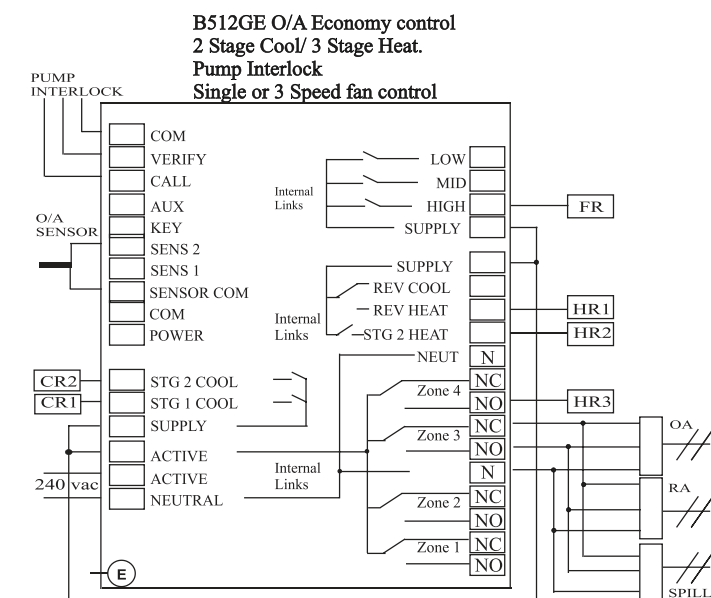 B512GE O/A Economy control
2 Stage Cool/ 3 Stage Heat.
Pump Interlock
Single or 3 Speed fan control
PUMP
INTERLOCK
COM
VERIFY
CALL
AUX
KEY
SENS 2
SENS 1
SENSOR COM
COM
POWER
O/A
SENSOR
CR2
CR1
STG 2 COOL
STG 1 COOL
SUPPLY
ACTIVE
ACTIVE
NEUTRAL
240 vac
E
Internal
Links
LOW
MID
HIGH
SUPPLY
FR
Internal
Links
SUPPLY
REV COOL
REV HEAT
STG 2 HEAT
HR1
HR2
NEUT
N
Zone 4
NC
NO
HR3
Zone 3
NC
NO
Internal
Links
N
Zone 2
NC
NO
Zone 1
NC
NO
OA
RA
SPILL